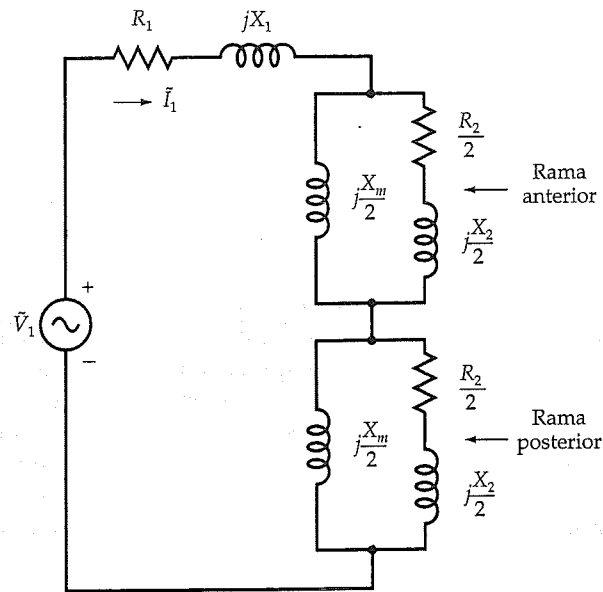 R₁
jX₁
Ĩ₁
R₂/2
jXₘ/2
jX₂/2
Rama
anterior
+
Ṽ₁
−
R₂/2
jXₘ/2
jX₂/2
Rama
posterior